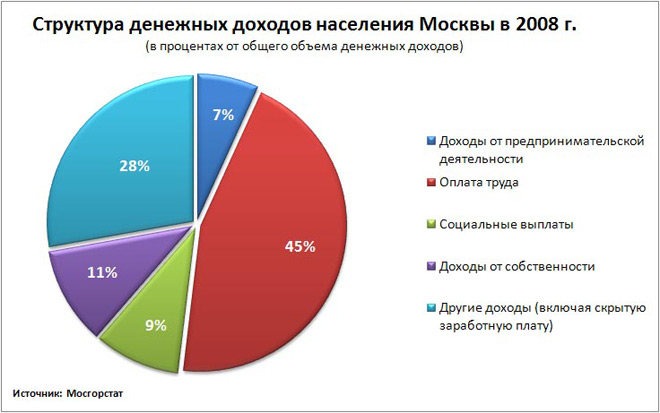 Структура денежных доходов населения Москвы в 2008 г.
(в процентах от общего объема денежных доходов)
7%
45%
9%
11%
28%
Доходы от предпринимательской
деятельности
Оплата труда
Социальные выплаты
Доходы от собственности
Другие доходы (включая скрытую
заработную плату)
Источник: Мосгорстат